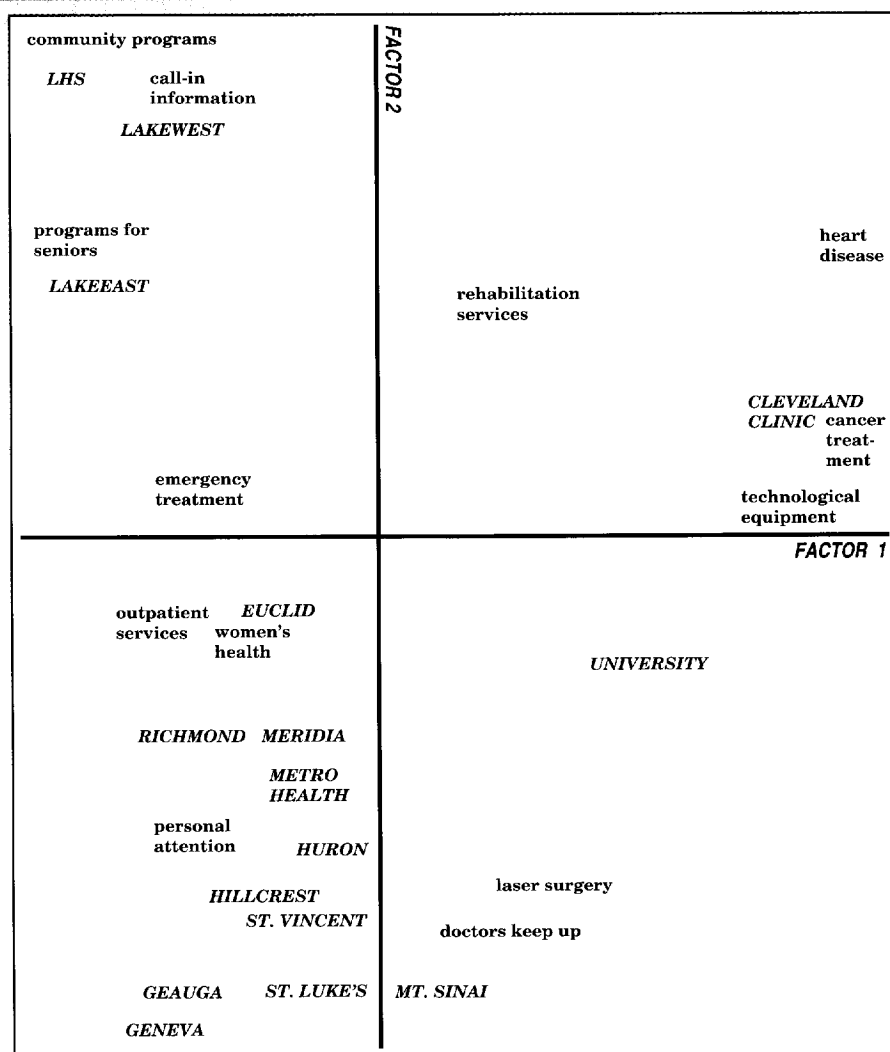 community programs
FACTOR 2
LHS
call-in
information
LAKEWEST
programs for
seniors
heart
disease
LAKEEAST
rehabilitation
services
CLEVELAND
CLINIC cancer
treat-
ment
emergency
treatment
technological
equipment
FACTOR 1
outpatient EUCLID
services women's
health
UNIVERSITY
RICHMOND MERIDIA
METRO
HEALTH
personal
attention HURON
laser surgery
HILLCREST
ST. VINCENT
doctors keep up
GEAUGA ST. LUKE'S MT. SINAI
GENEVA